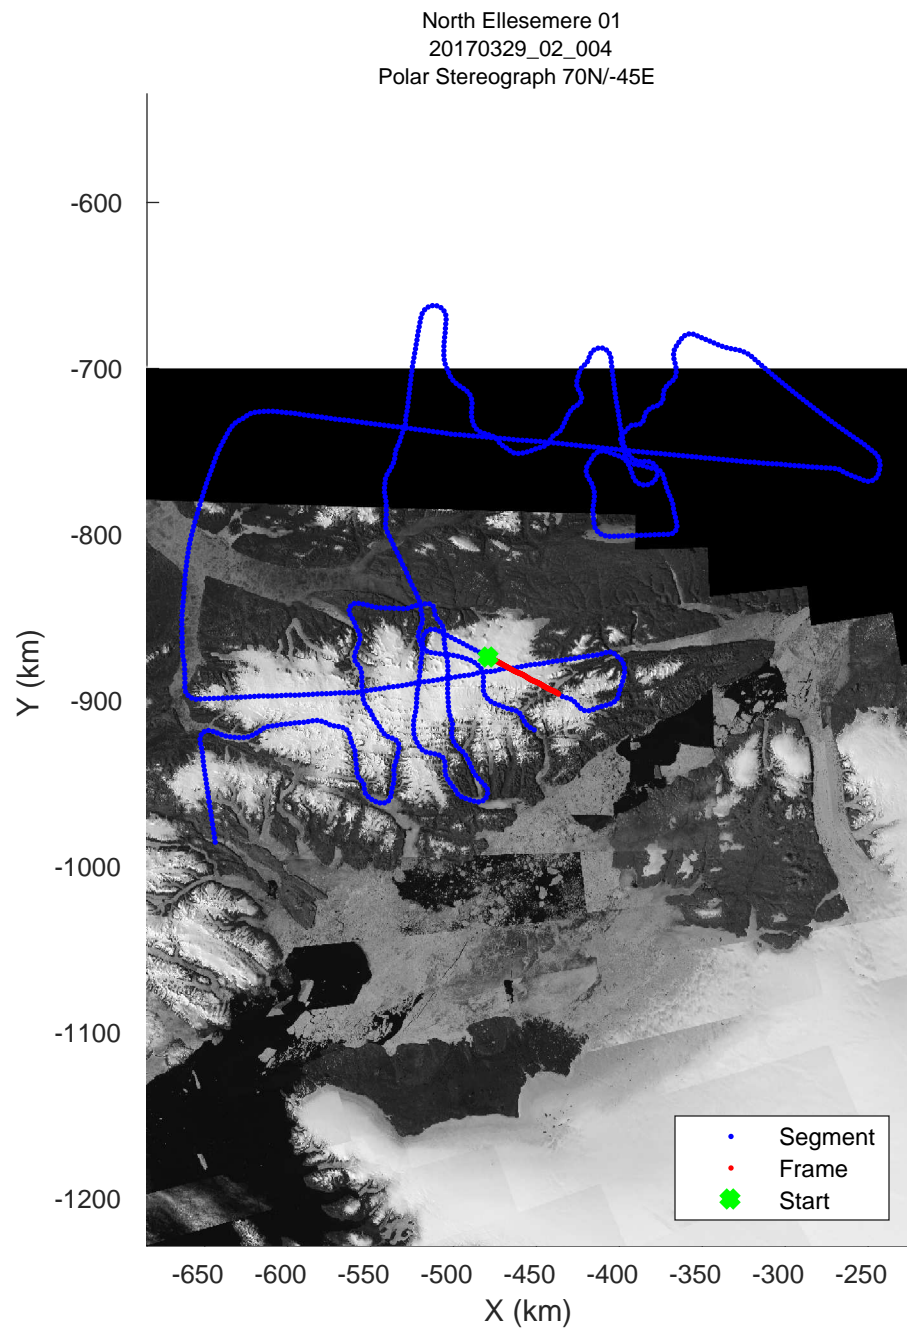 North Ellesemere 01
20170329_02_004
Polar Stereograph 70N/-45E
-600
-700
-800
-900
-1000
-1100
-1200
Y (km)
Segment
Frame
Start
-650 -600 -550 -500 -450 -400 -350 -300 -250
X (km)